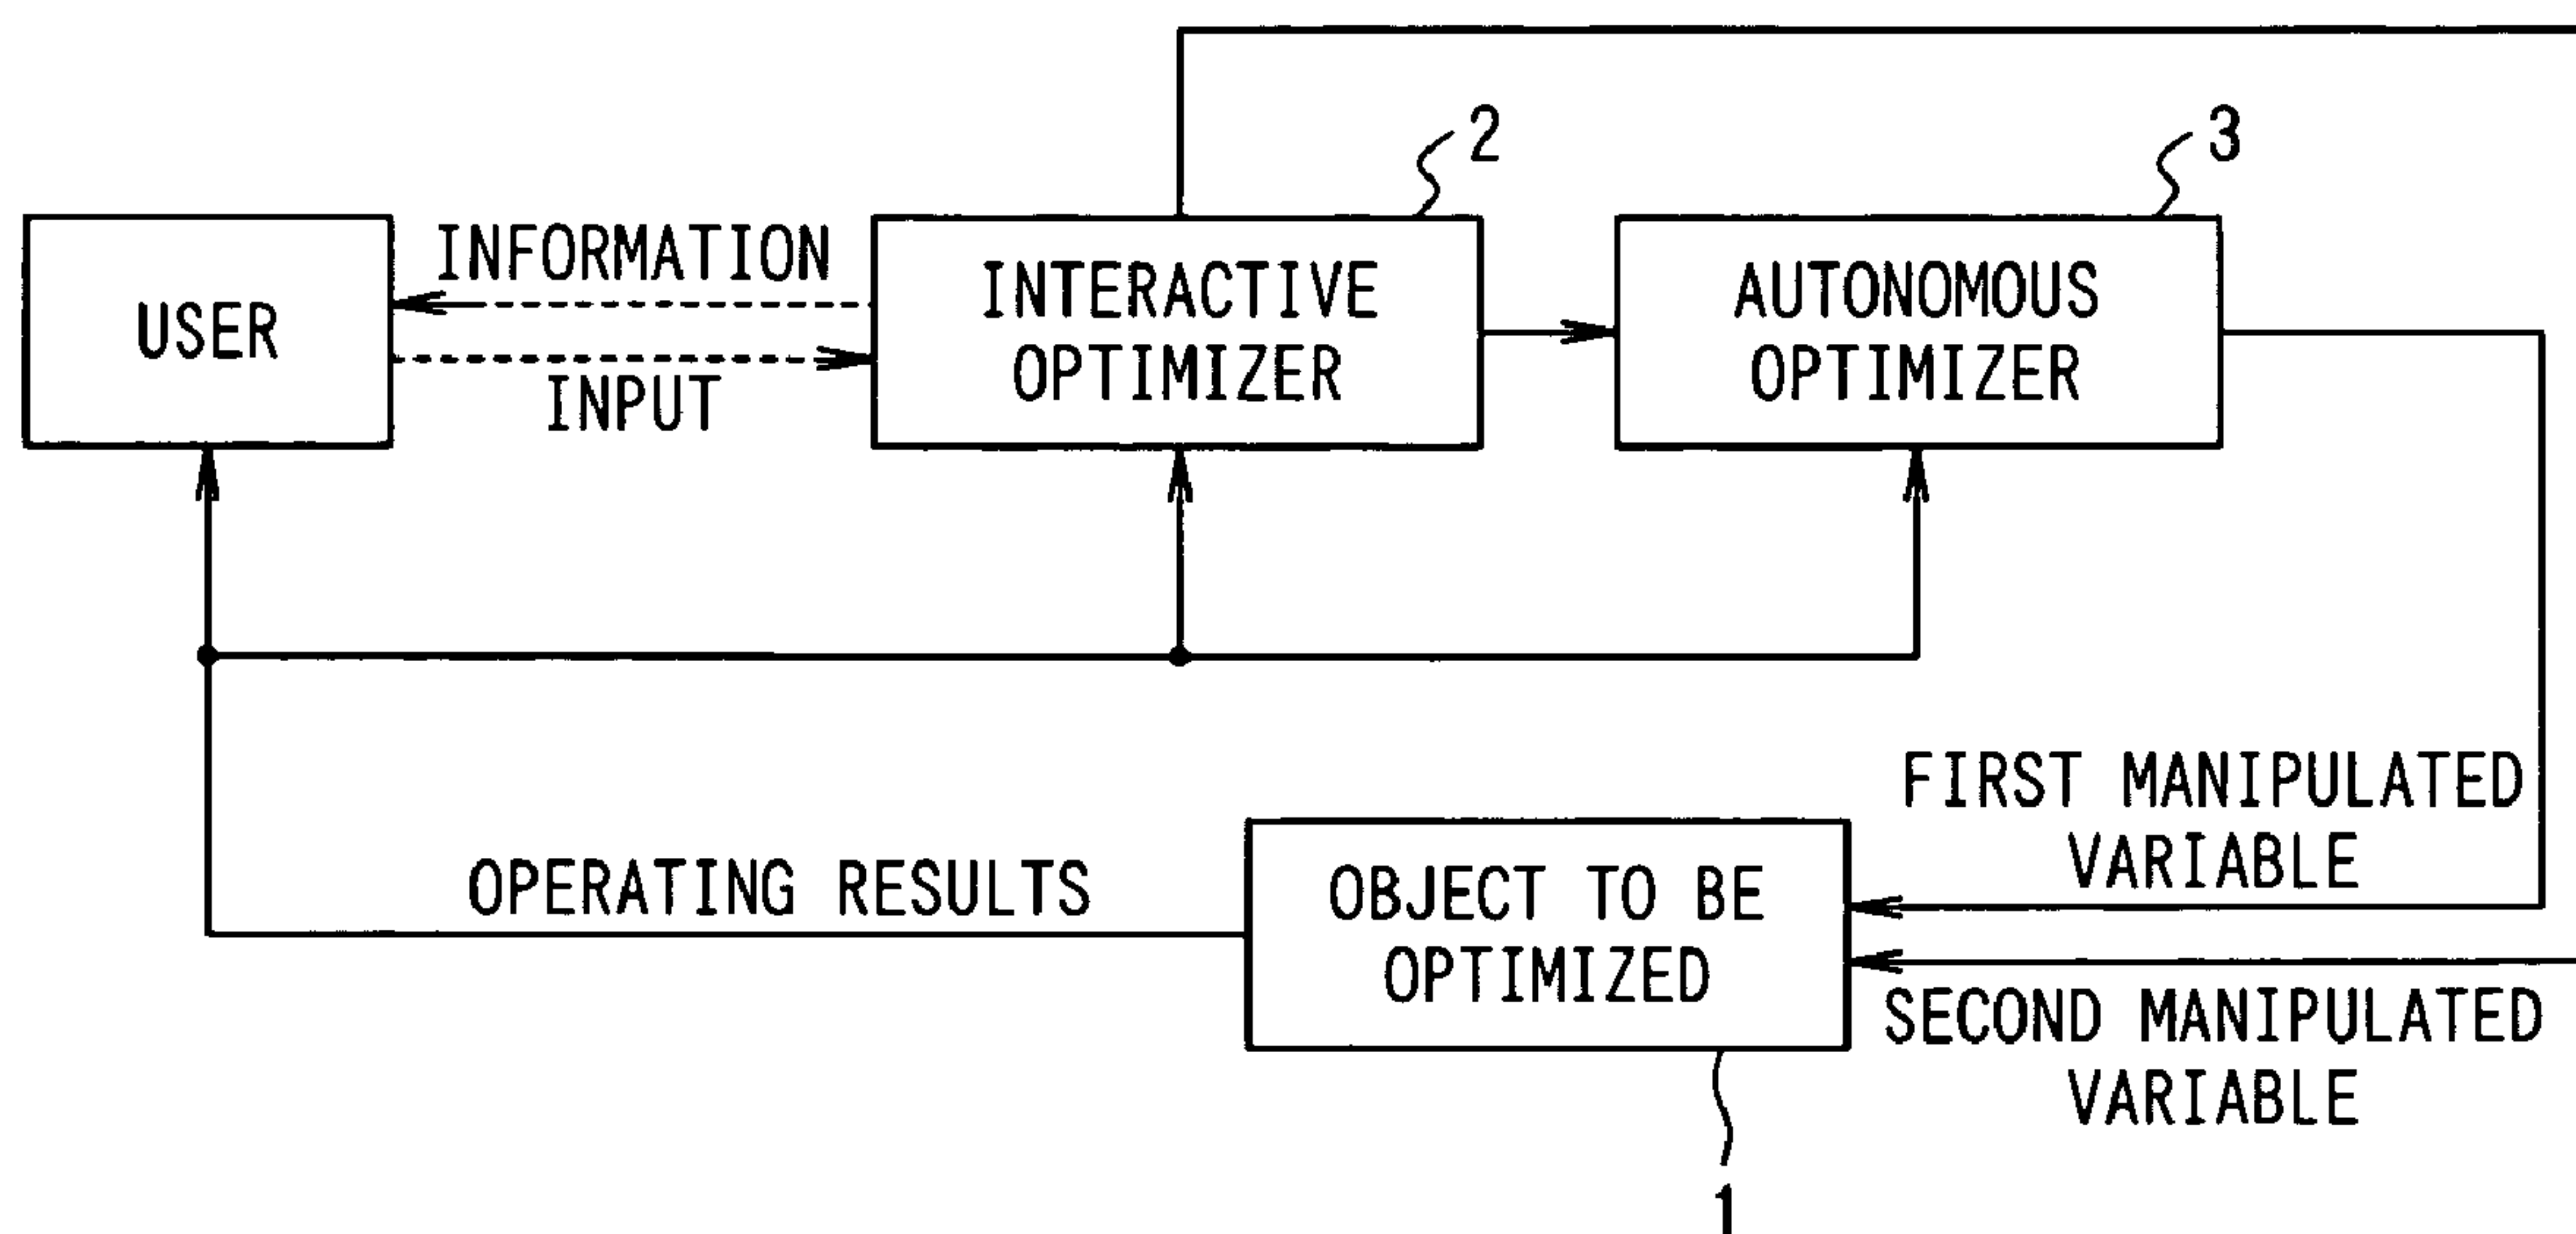 2
3
USER
INFORMATION
INPUT
INTERACTIVE
OPTIMIZER
AUTONOMOUS
OPTIMIZER
FIRST MANIPULATED
VARIABLE
OPERATING RESULTS
OBJECT TO BE
OPTIMIZED
SECOND MANIPULATED
VARIABLE
1